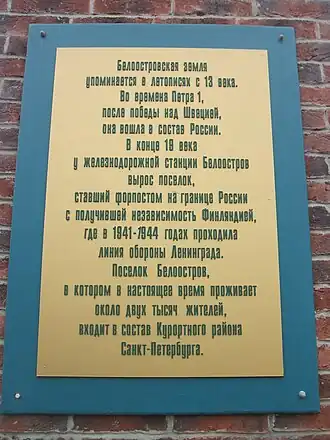 Белоостровская земля
упоминается в летописях с 13 века.
Во времена Петра 1,
после победы над Швецией,
она вошла в состав России.
В конце 19 века
у железнодорожной станции Белоостров
вырос поселок,
ставший форпостом на границе России
с получившей независимость Финляндией,
где в 1941-1944 годах проходила
линия обороны Ленинграда.
Поселок Белоостров,
в котором в настоящее время проживает
около двух тысяч жителей,
входит в состав Курортного района
Санкт-Петербурга.